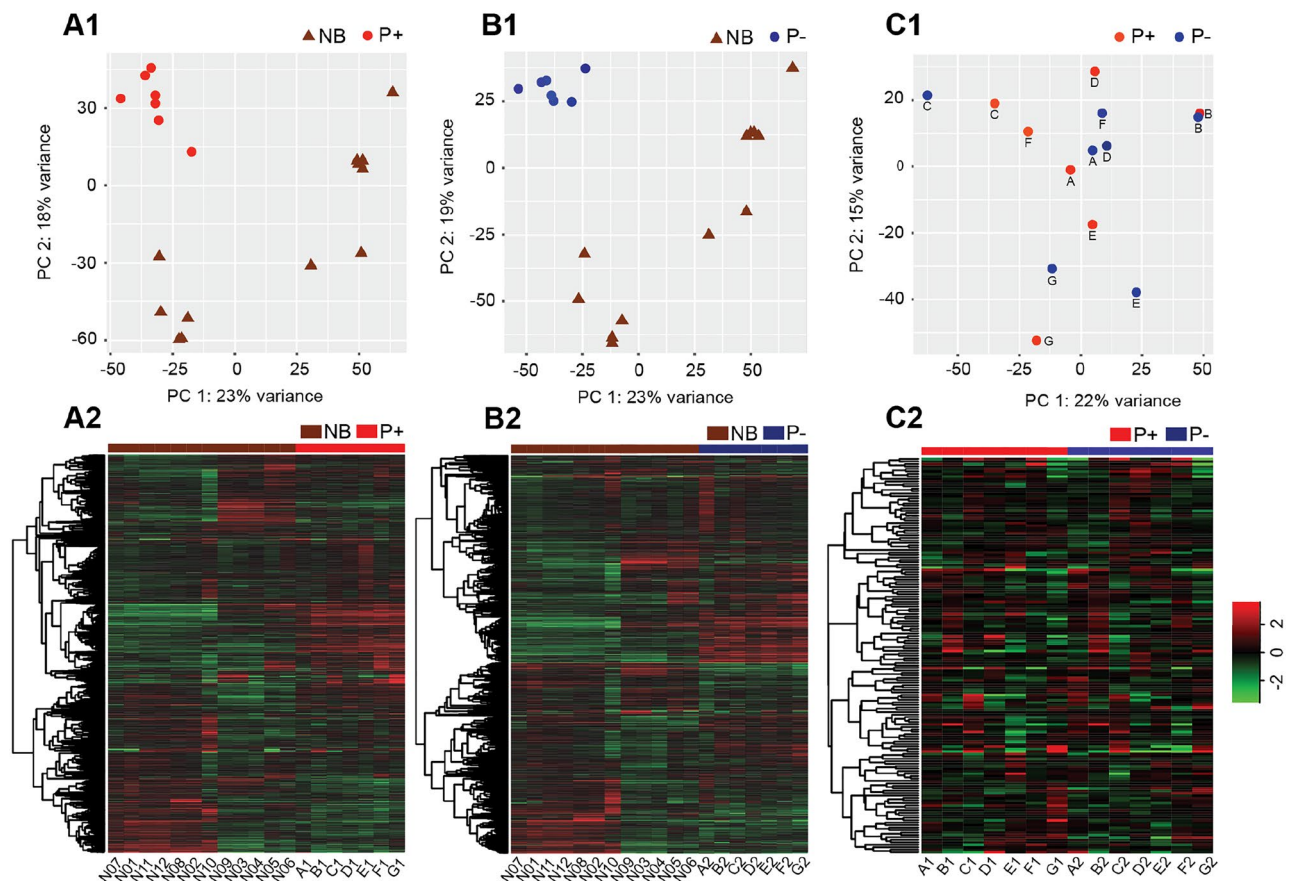 A1
NB P+
30
0
-30
-60
-50 -25 0 25 50
PC 1: 23% variance
PC 2: 18% variance
B1
NB P-
25
0
-25
-50
-50 -25 0 25 50
PC 1: 23% variance
PC 2: 19% variance
C1
P+ P-
20
0
-20
-40
-50 -25 0 25 50
PC 1: 22% variance
PC 2: 15% variance
C
C
F
D
F
A
D
A
E
G
E
G
B
B
A2
NB P+
N07 N01 N11 N12 N08 N02 N10 N09 N03 N04 N05 N06 A1 B1 C1 D1 E1 F1 G1
B2
NB P-
N07 N01 N11 N12 N08 N02 N10 N09 N03 N04 N05 N06 A2 B2 C2 D2 E2 F2 G2
C2
P+ P-
A1 B1 C1 D1 E1 F1 G1 A2 B2 C2 D2 E2 F2 G2
2
0
-2